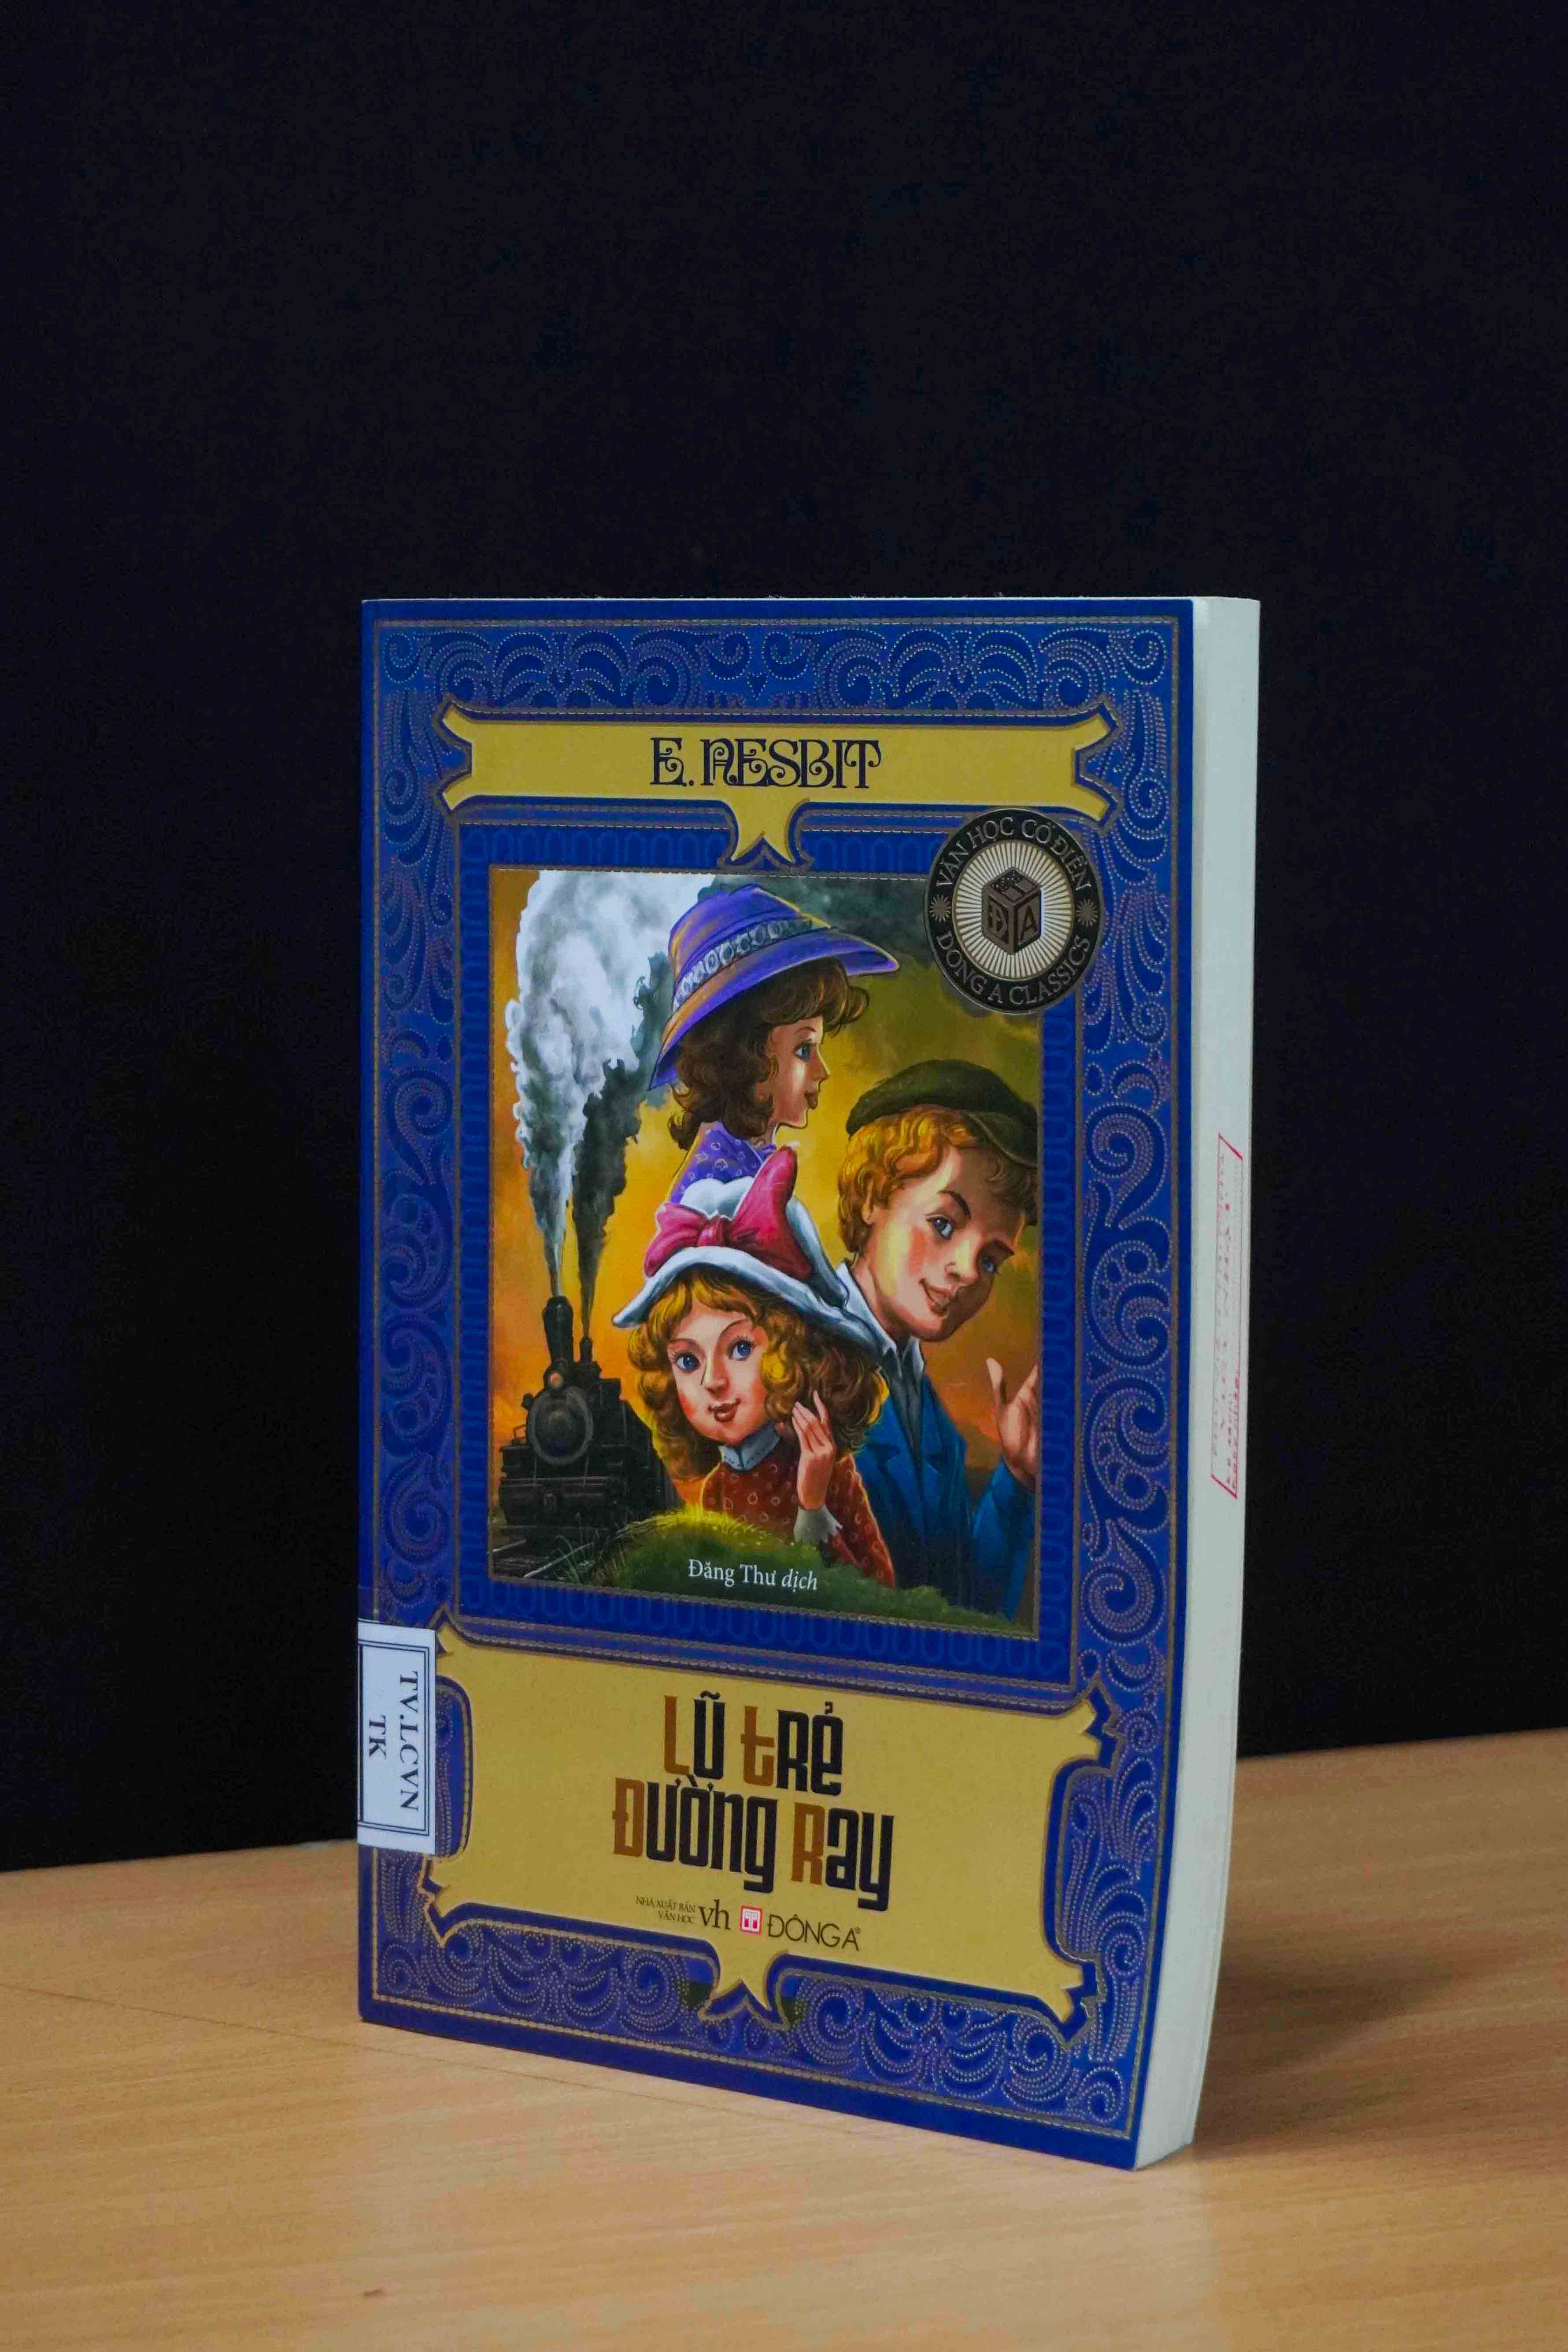 E. NESBIT
VĂN HỌC CỔ ĐIỂN
ĐA
ĐÔNG A CLASSICS
Đăng Thư dịch
TV.LCVN
TK
Lũ trẻ
Đường Ray
NHÀ XUẤT BẢN
VĂN HỌC
vh
ĐÔNG A®